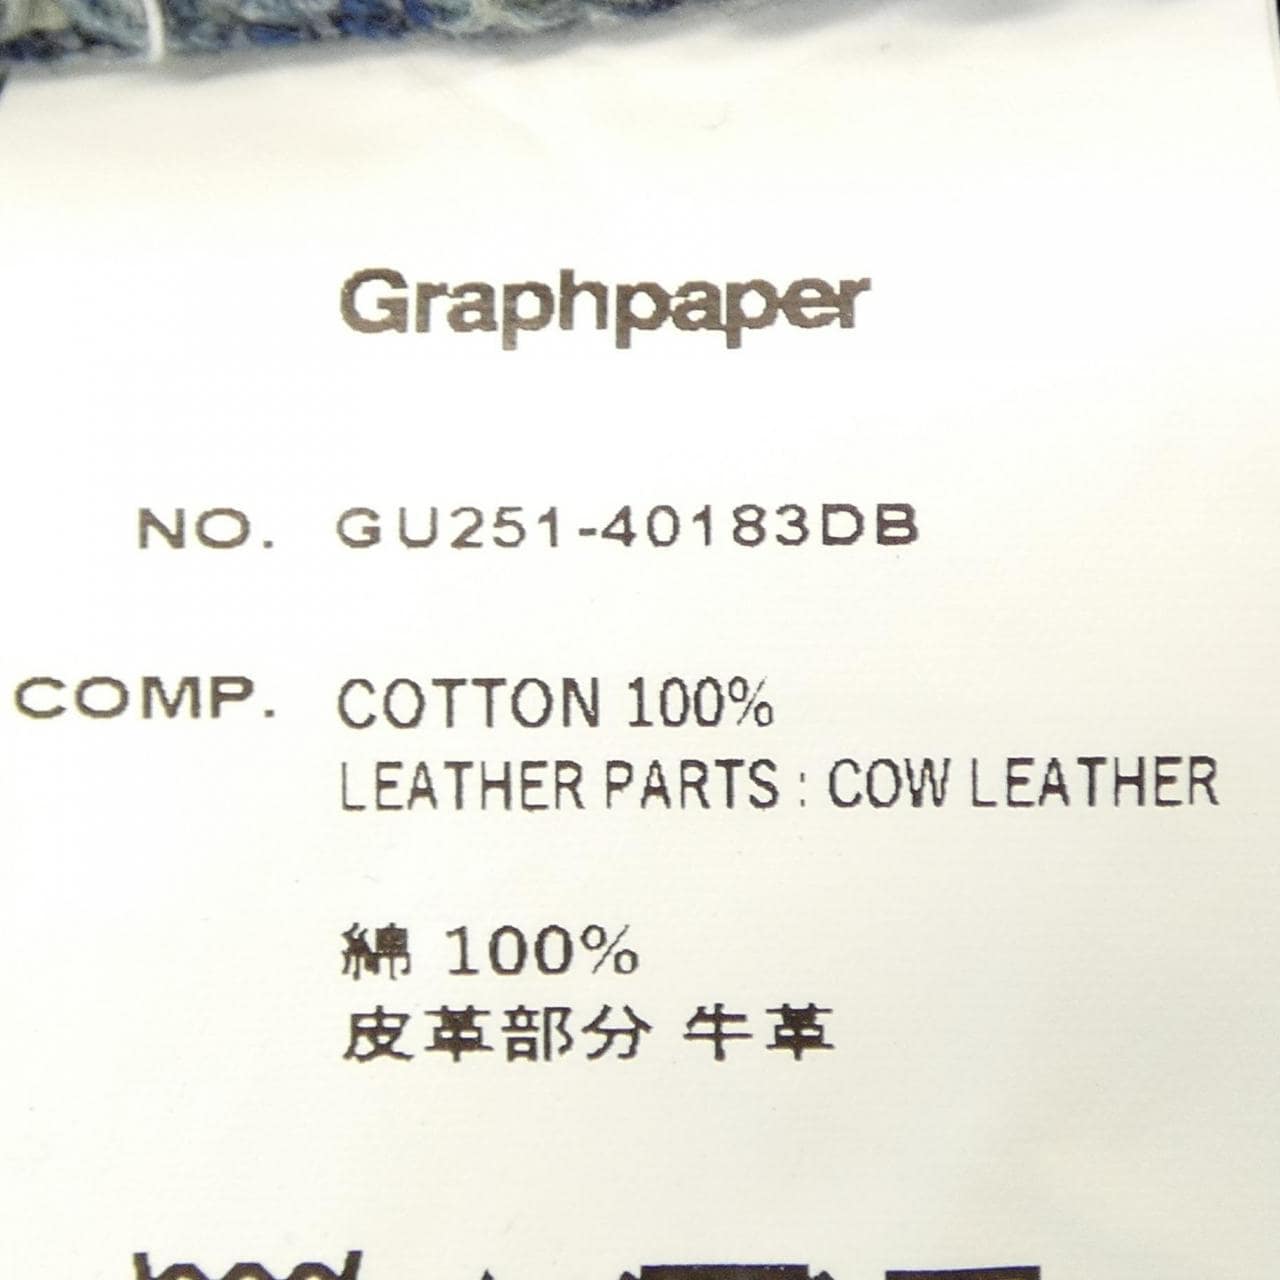 Graphpaper
NO. GU251-40183DB
COMP. COTTON 100%
LEATHER PARTS : COW LEATHER
綿 100%
皮革部分 牛革